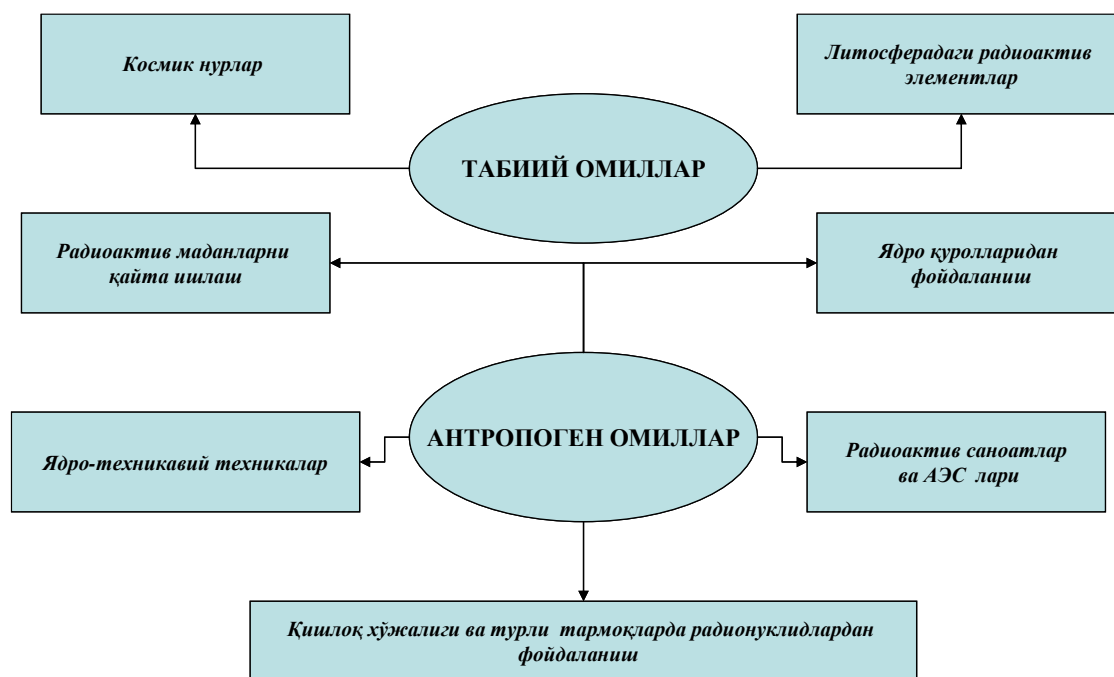 Космик нурлар
Литосферадаги радиоактив
элементлар
ТАБИИЙ ОМИЛЛАР
Радиоактив маданларни
қайта ишлаш
Ядро қуролларидан
фойдаланиш
АНТРОПОГЕН ОМИЛЛАР
Ядро-техникавий техникалар
Радиоактив саноатлар
ва АЭС лари
Қишлоқ хўжалиги ва турли тармоқларда радионуклидлардан
фойдаланиш